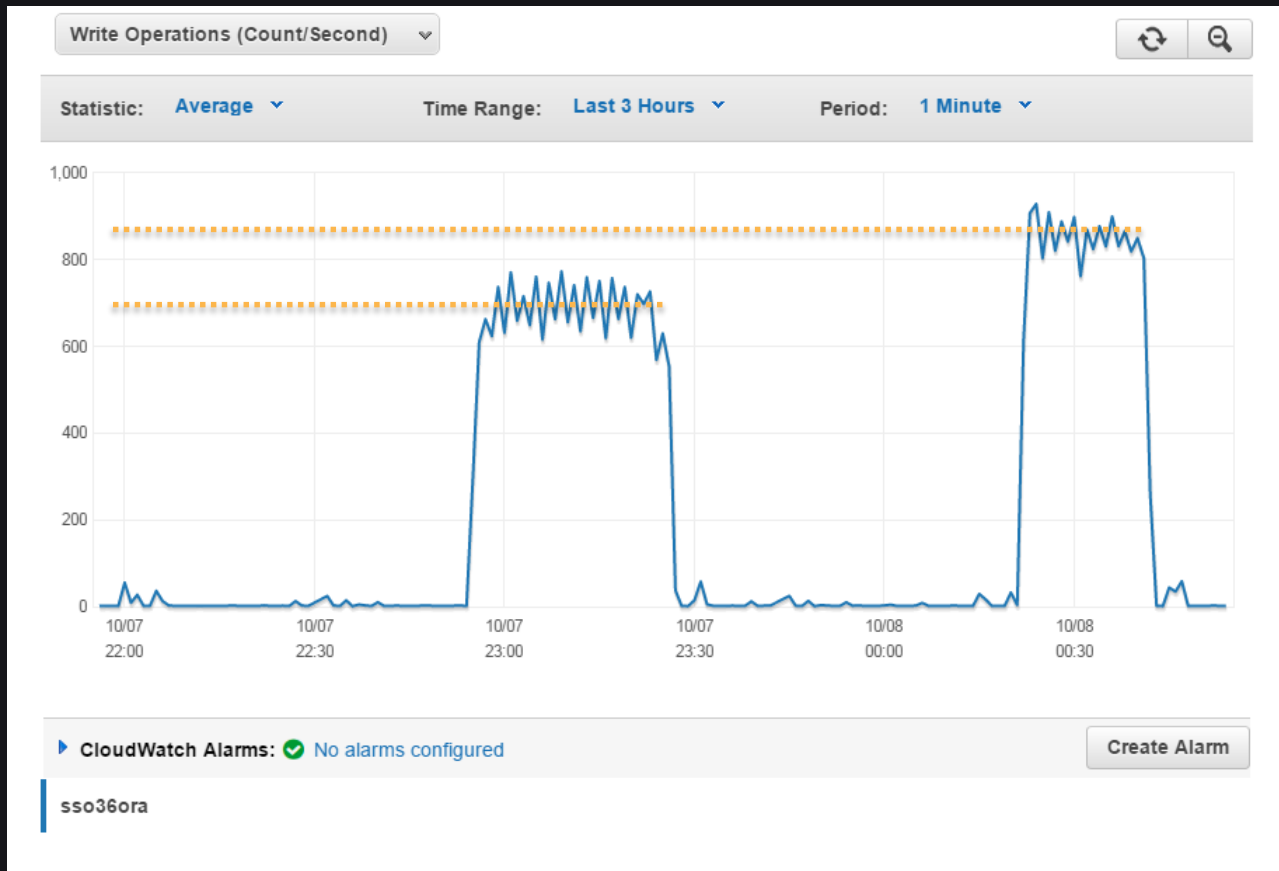 Write Operations (Count/Second)
Statistic: Average Time Range: Last 3 Hours Period: 1 Minute
1,000
800
600
400
200
0
10/07 10/07 10/07 10/07 10/08 10/08
22:00 22:30 23:00 23:30 00:00 00:30
CloudWatch Alarms: No alarms configured Create Alarm
sso36ora